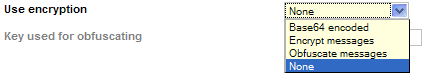 Use encryption
None
Base64 encoded
Encrypt messages
Key used for obfuscating
Obfuscate messages
None